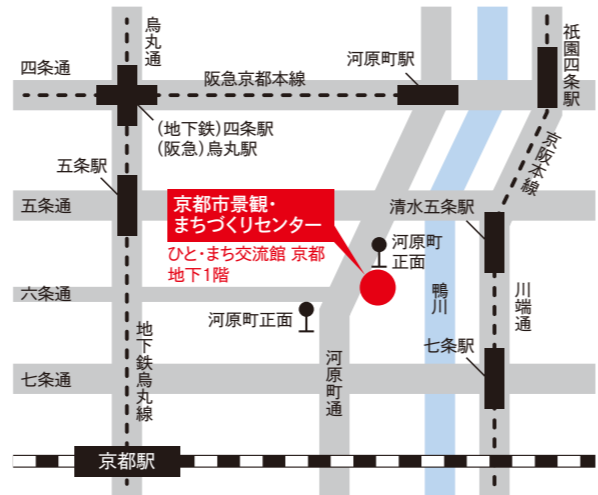 烏丸通
祇園四条駅
四条通
阪急京都本線
河原町駅
(地下鉄)四条駅
(阪急)烏丸駅
京阪本線
五条駅
五条通
京都市景観・
まちづくりセンター
清水五条駅
河原町
正面
ひと・まち交流館 京都
地下1階
六条通
河原町正面
鴨川
川端通
地下鉄烏丸線
河原町通
七条駅
七条通
京都駅